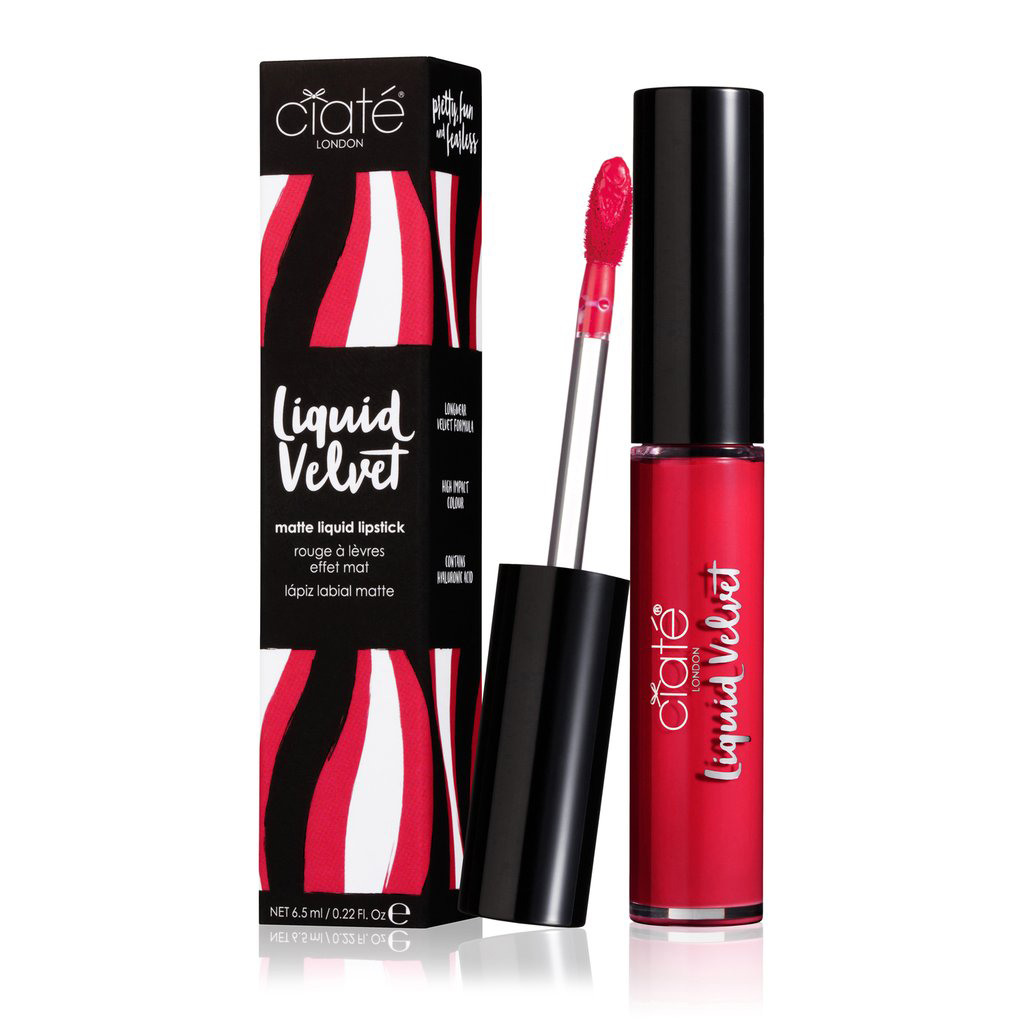 ciaté®
LONDON
pretty, fun
and fearless
Liquid
Velvet
matte liquid lipstick
rouge à lèvres
effet mat
lápiz labial matte
LONGWEAR
VELVET FORMULA
HIGH IMPACT
COLOUR
CONTAINS
HYALURONIC ACID
NET 6.5 ml / 0.22 Fl. Oz ℮
ciaté®
LONDON
Liquid Velvet